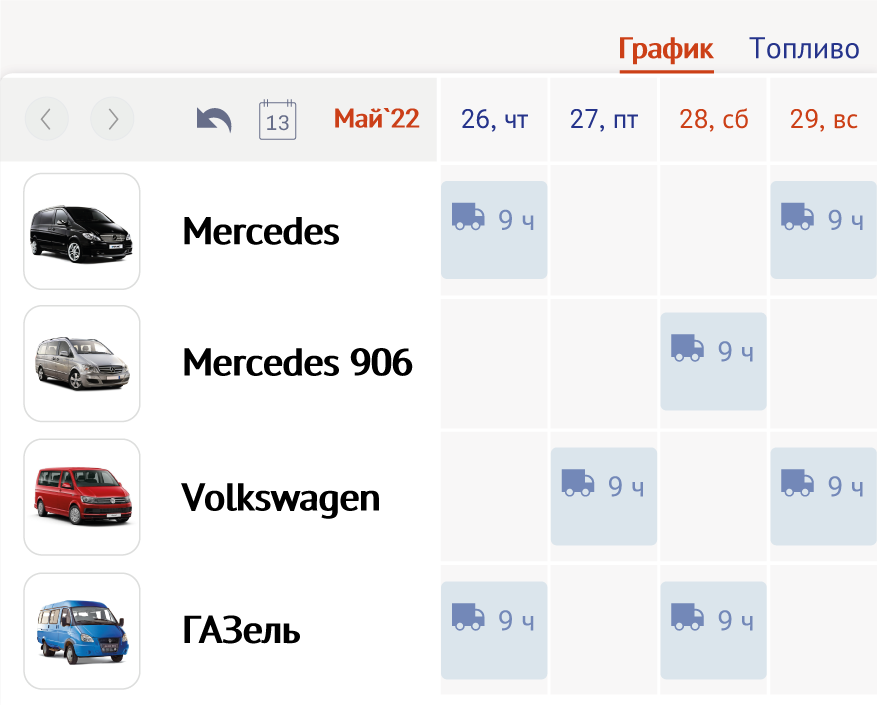 График Топливо
13 Май`22 26, чт 27, пт 28, сб 29, вс
Mercedes 9 ч 9 ч
Mercedes 906 9 ч
Volkswagen 9 ч 9 ч
ГАЗель 9 ч 9 ч